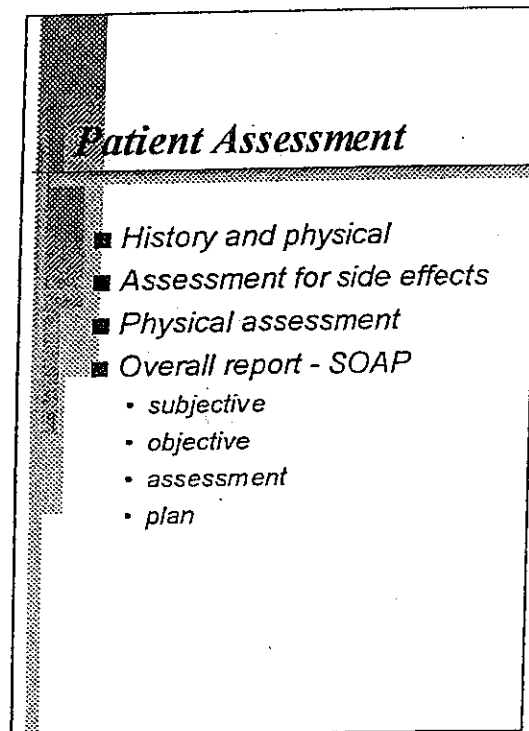 Patient Assessment
■ History and physical
■ Assessment for side effects
■ Physical assessment
■ Overall report - SOAP
• subjective
• objective
• assessment
• plan